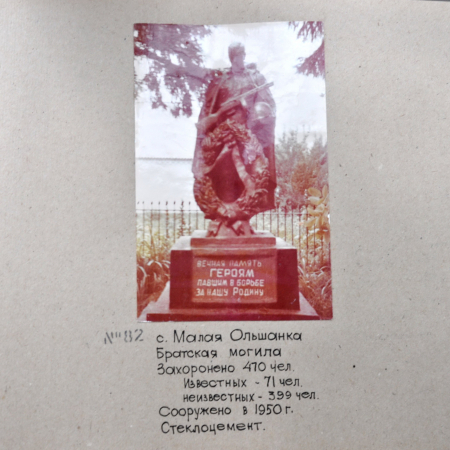 ВЕЧНАЯ ПАМЯТЬ
ГЕРОЯМ
ПАВШИМ В БОРЬБЕ
ЗА НАШУ РОДИНУ
№82 с. Малая Ольшанка
Братская могила
Захоронено 470 чел.
Известных - 71 чел.
неизвестных - 399 чел.
Сооружено в 1950 г.
Стеклоцемент.